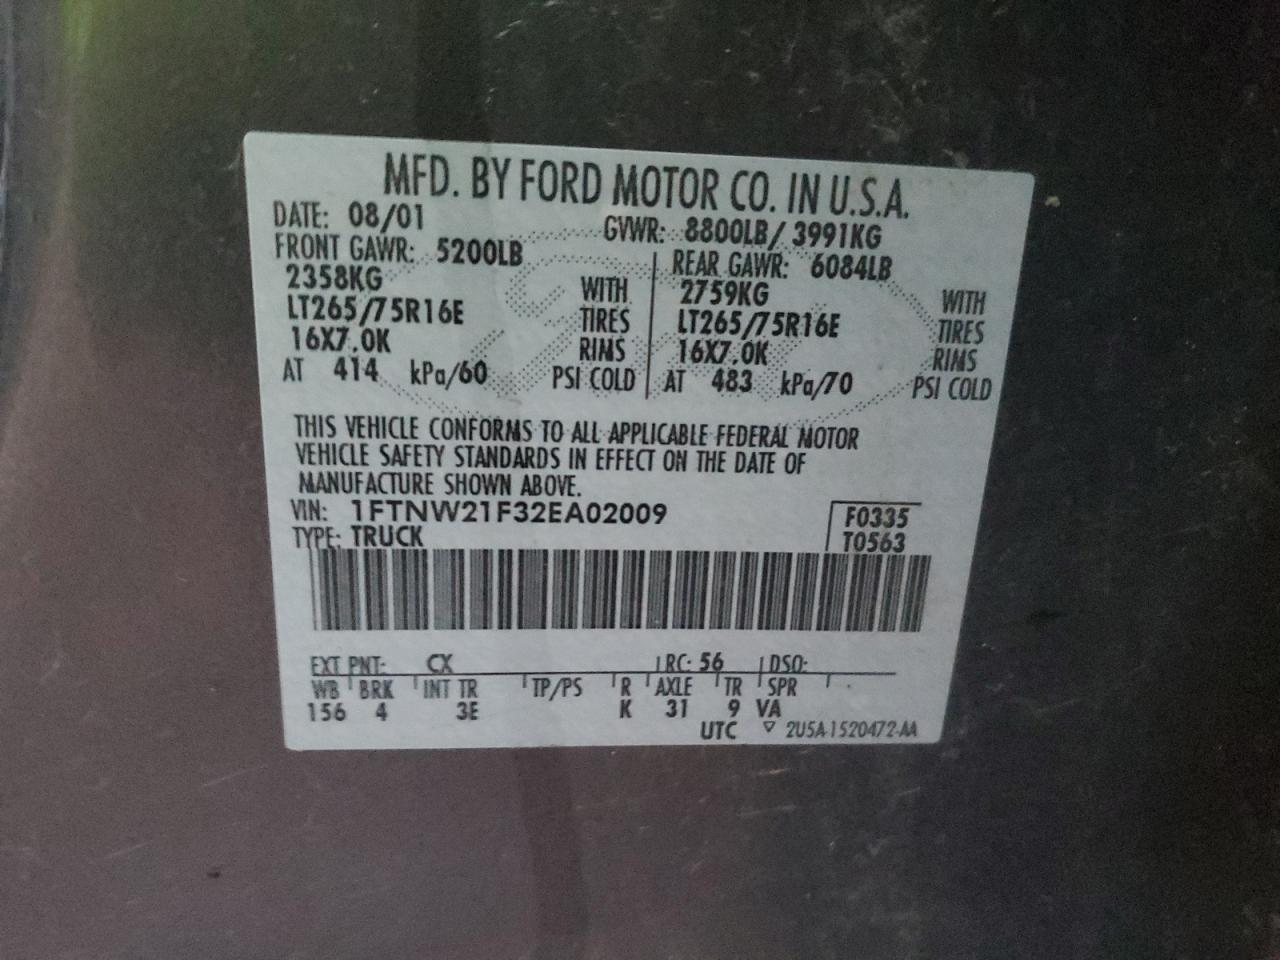 MFD. BY FORD MOTOR CO. IN U.S.A.
DATE: 08/01 GVWR: 8800LB/ 3991KG
FRONT GAWR: 5200LB REAR GAWR: 6084LB
2358KG WITH 2759KG WITH
LT265/75R16E TIRES LT265/75R16E TIRES
16X7.0K RIMS 16X7.0K RIMS
AT 414 kPa/60 PSI COLD AT 483 kPa/70 PSI COLD
THIS VEHICLE CONFORMS TO ALL APPLICABLE FEDERAL MOTOR
VEHICLE SAFETY STANDARDS IN EFFECT ON THE DATE OF
MANUFACTURE SHOWN ABOVE.
VIN: 1FTNW21F32EA02009 F0335
TYPE: TRUCK T0563
EXT PNT: CX RC: 56 DSO:
WB BRK INT TR TP/PS R AXLE TR SPR
156 4 3E K 31 9 VA
UTC ▽ 2U5A-1520472-AA